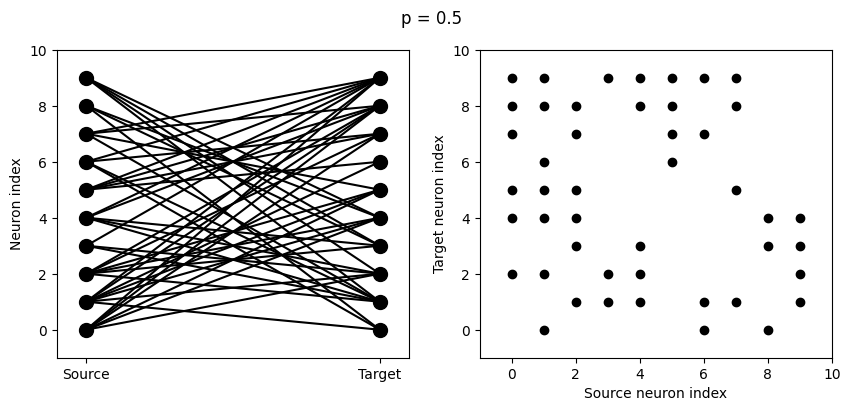 p = 0.5
Neuron index
10
8
6
4
2
0
Source Target
Target neuron index
10
8
6
4
2
0
0 2 4 6 8 10
Source neuron index